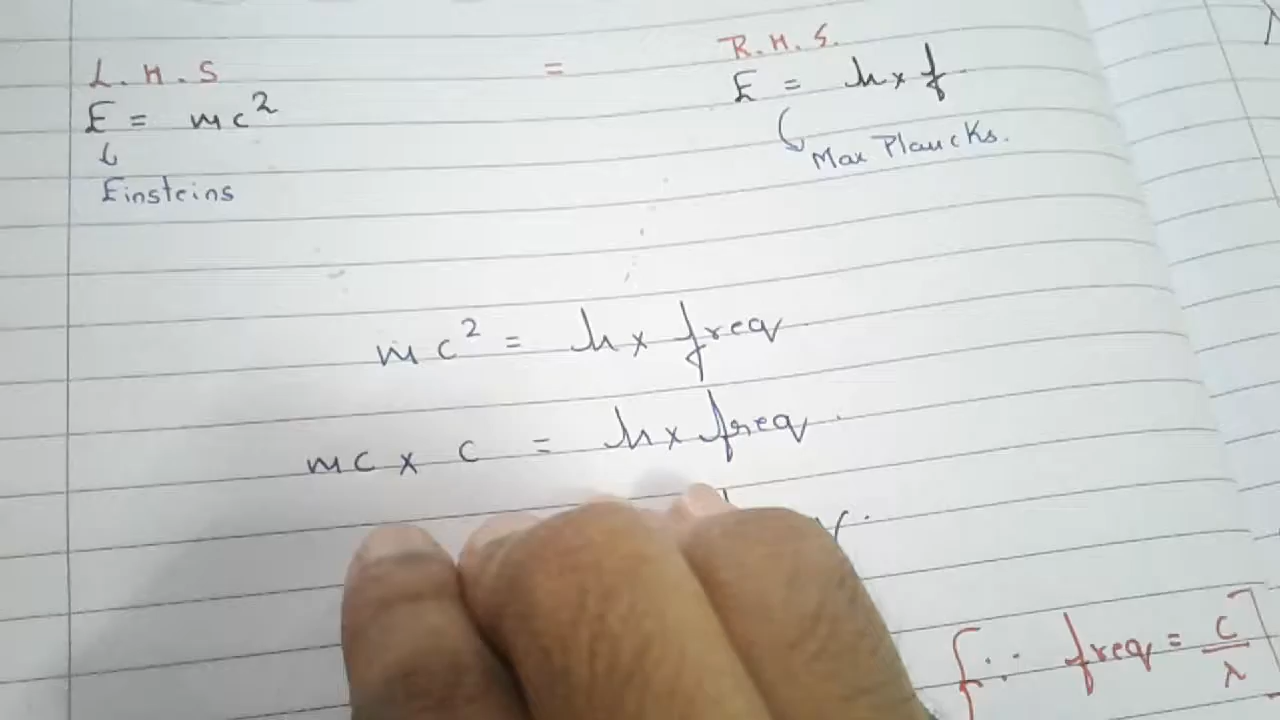 L.H.S = R.H.S.
E = mc² E = h x f
Einsteins Max Plancks.
mc² = h x freq
mc x c = h x freq
[∵ freq = c/λ]